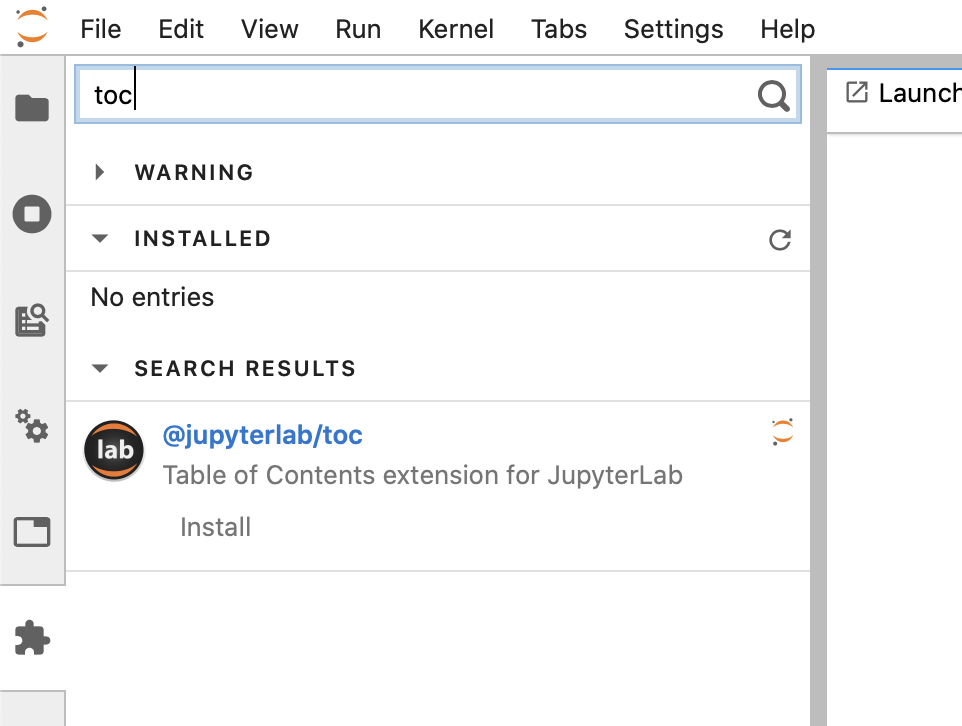 File Edit View Run Kernel Tabs Settings Help
toc
Launch
WARNING
INSTALLED
No entries
SEARCH RESULTS
lab
@jupyterlab/toc
Table of Contents extension for JupyterLab
Install